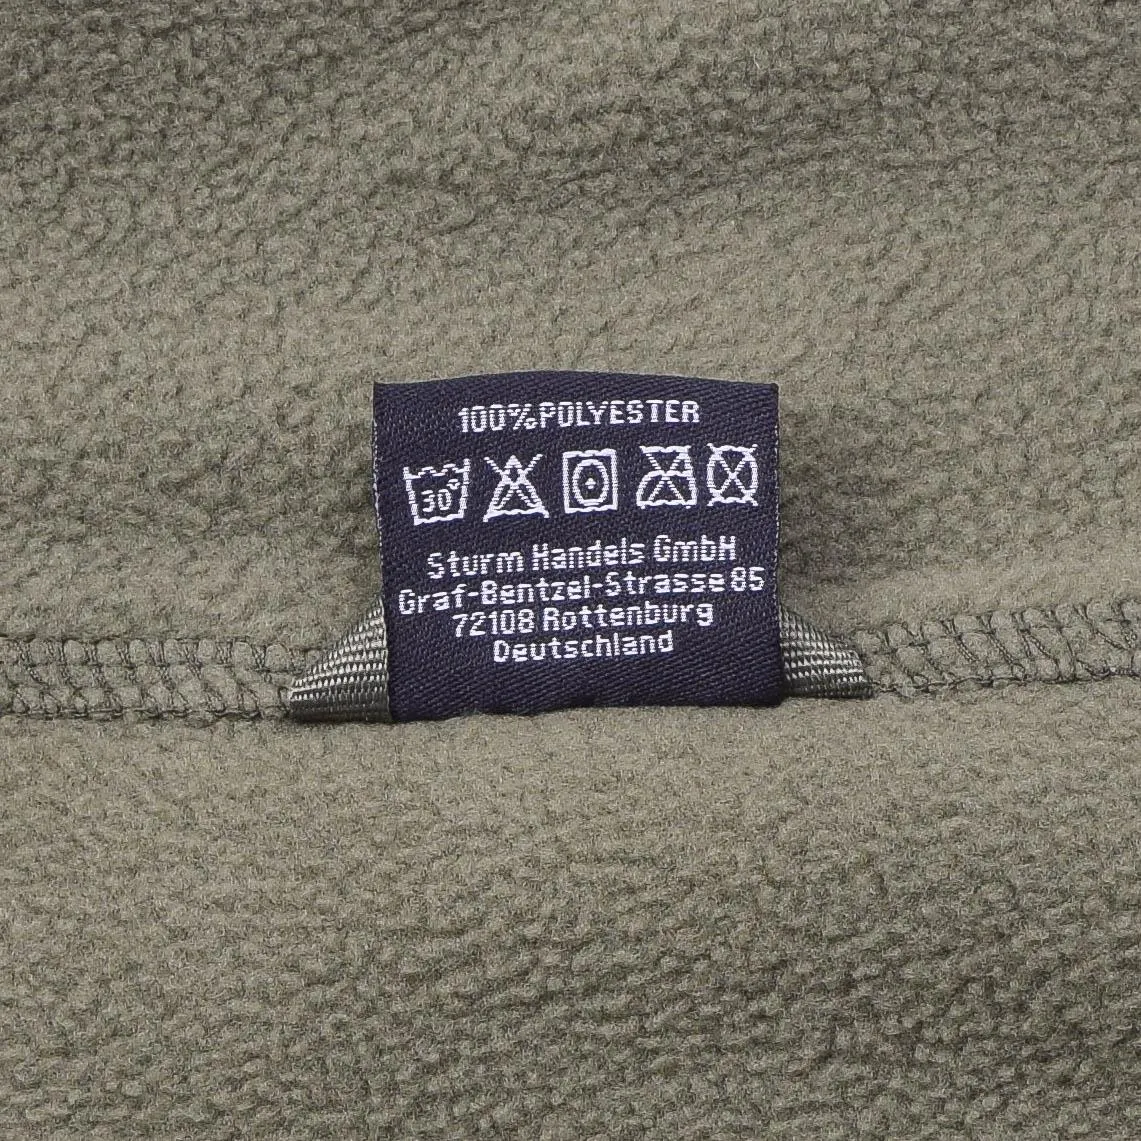 100%POLYESTER
30°
Sturm Handels GmbH
Graf-Bentzel-Strasse 85
72108 Rottenburg
Deutschland